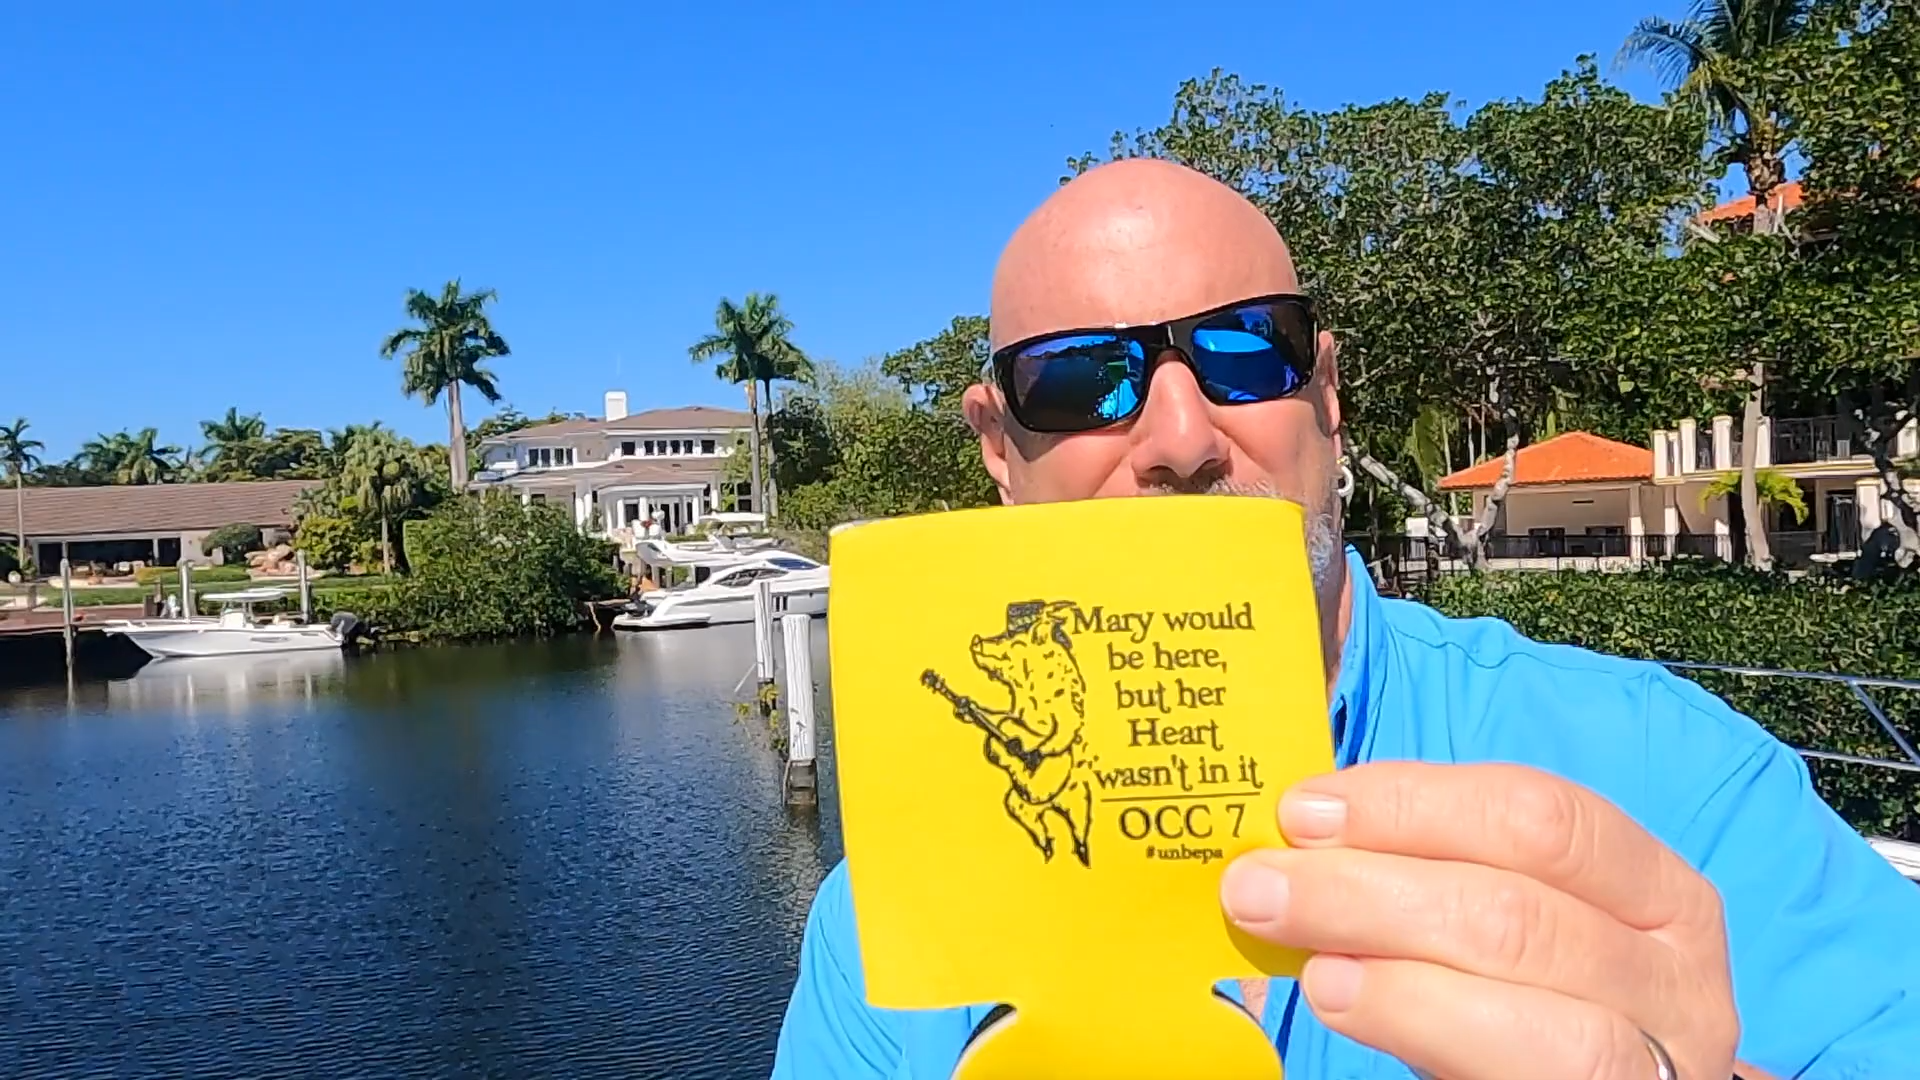 Mary would
be here,
but her
Heart
wasn't in it
OCC 7
#unbepa